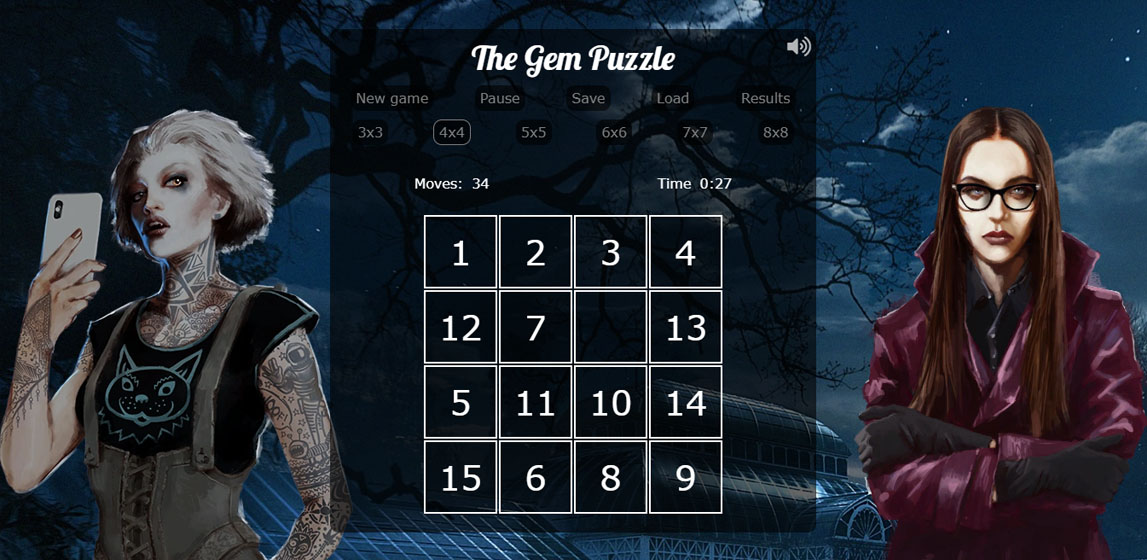 The Gem Puzzle
New game Pause Save Load Results
3x3 4x4 5x5 6x6 7x7 8x8
Moves: 34 Time 0:27
1 2 3 4
12 7 13
5 11 10 14
15 6 8 9